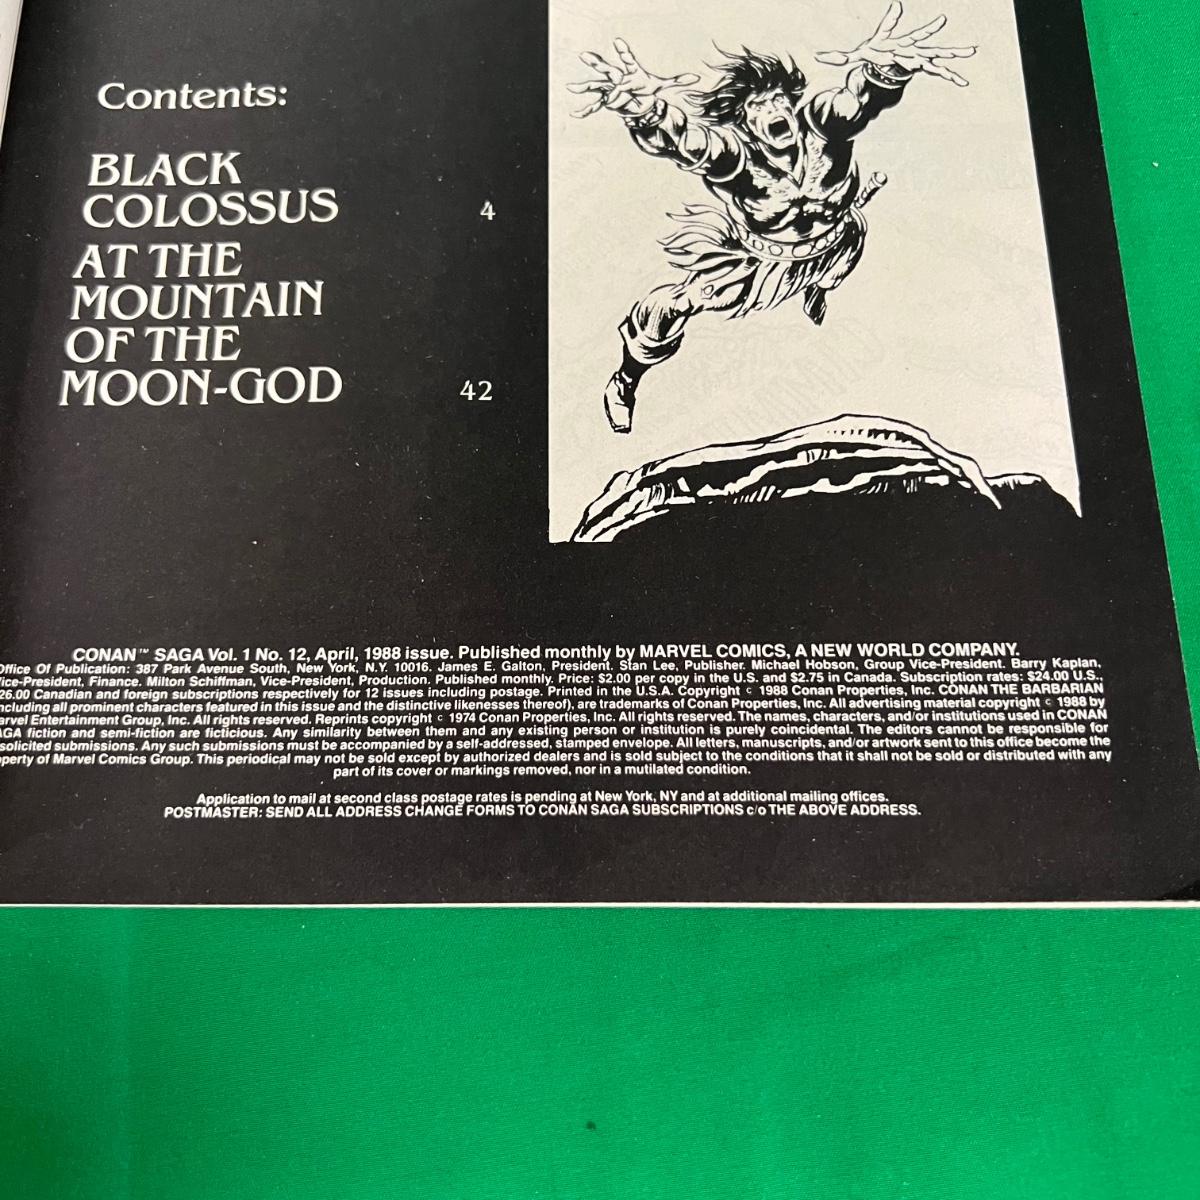 Contents:
BLACK
COLOSSUS 4
AT THE
MOUNTAIN
OF THE
MOON-GOD 42
CONAN™ SAGA Vol. 1 No. 12, April, 1988 issue. Published monthly by MARVEL COMICS, A NEW WORLD COMPANY.
Office Of Publication: 387 Park Avenue South, New York, N.Y. 10016. James E. Galton, President. Stan Lee, Publisher. Michael Hobson, Group Vice-President. Barry Kaplan,
Vice-President, Finance. Milton Schiffman, Vice-President, Production. Published monthly. Price: $2.00 per copy in the U.S. and $2.75 in Canada. Subscription rates: $24.00 U.S.,
26.00 Canadian and foreign subscriptions respectively for 12 issues including postage. Printed in the U.S.A. Copyright © 1988 Conan Properties, Inc. CONAN THE BARBARIAN
including all prominent characters featured in this issue and the distinctive likenesses thereof), are trademarks of Conan Properties, Inc. All advertising material copyright © 1988 by
arvel Entertainment Group, Inc. All rights reserved. Reprints copyright © 1974 Conan Properties, Inc. All rights reserved. The names, characters, and/or institutions used in CONAN
AGA fiction and semi-fiction are ficticious. Any similarity between them and any existing person or institution is purely coincidental. The editors cannot be responsible for
solicited submissions. Any such submissions must be accompanied by a self-addressed, stamped envelope. All letters, manuscripts, and/or artwork sent to this office become the
perty of Marvel Comics Group. This periodical may not be sold except by authorized dealers and is sold subject to the conditions that it shall not be sold or distributed with any
part of its cover or markings removed, nor in a mutilated condition.
Application to mail at second class postage rates is pending at New York, NY and at additional mailing offices.
POSTMASTER: SEND ALL ADDRESS CHANGE FORMS TO CONAN SAGA SUBSCRIPTIONS c/o THE ABOVE ADDRESS.